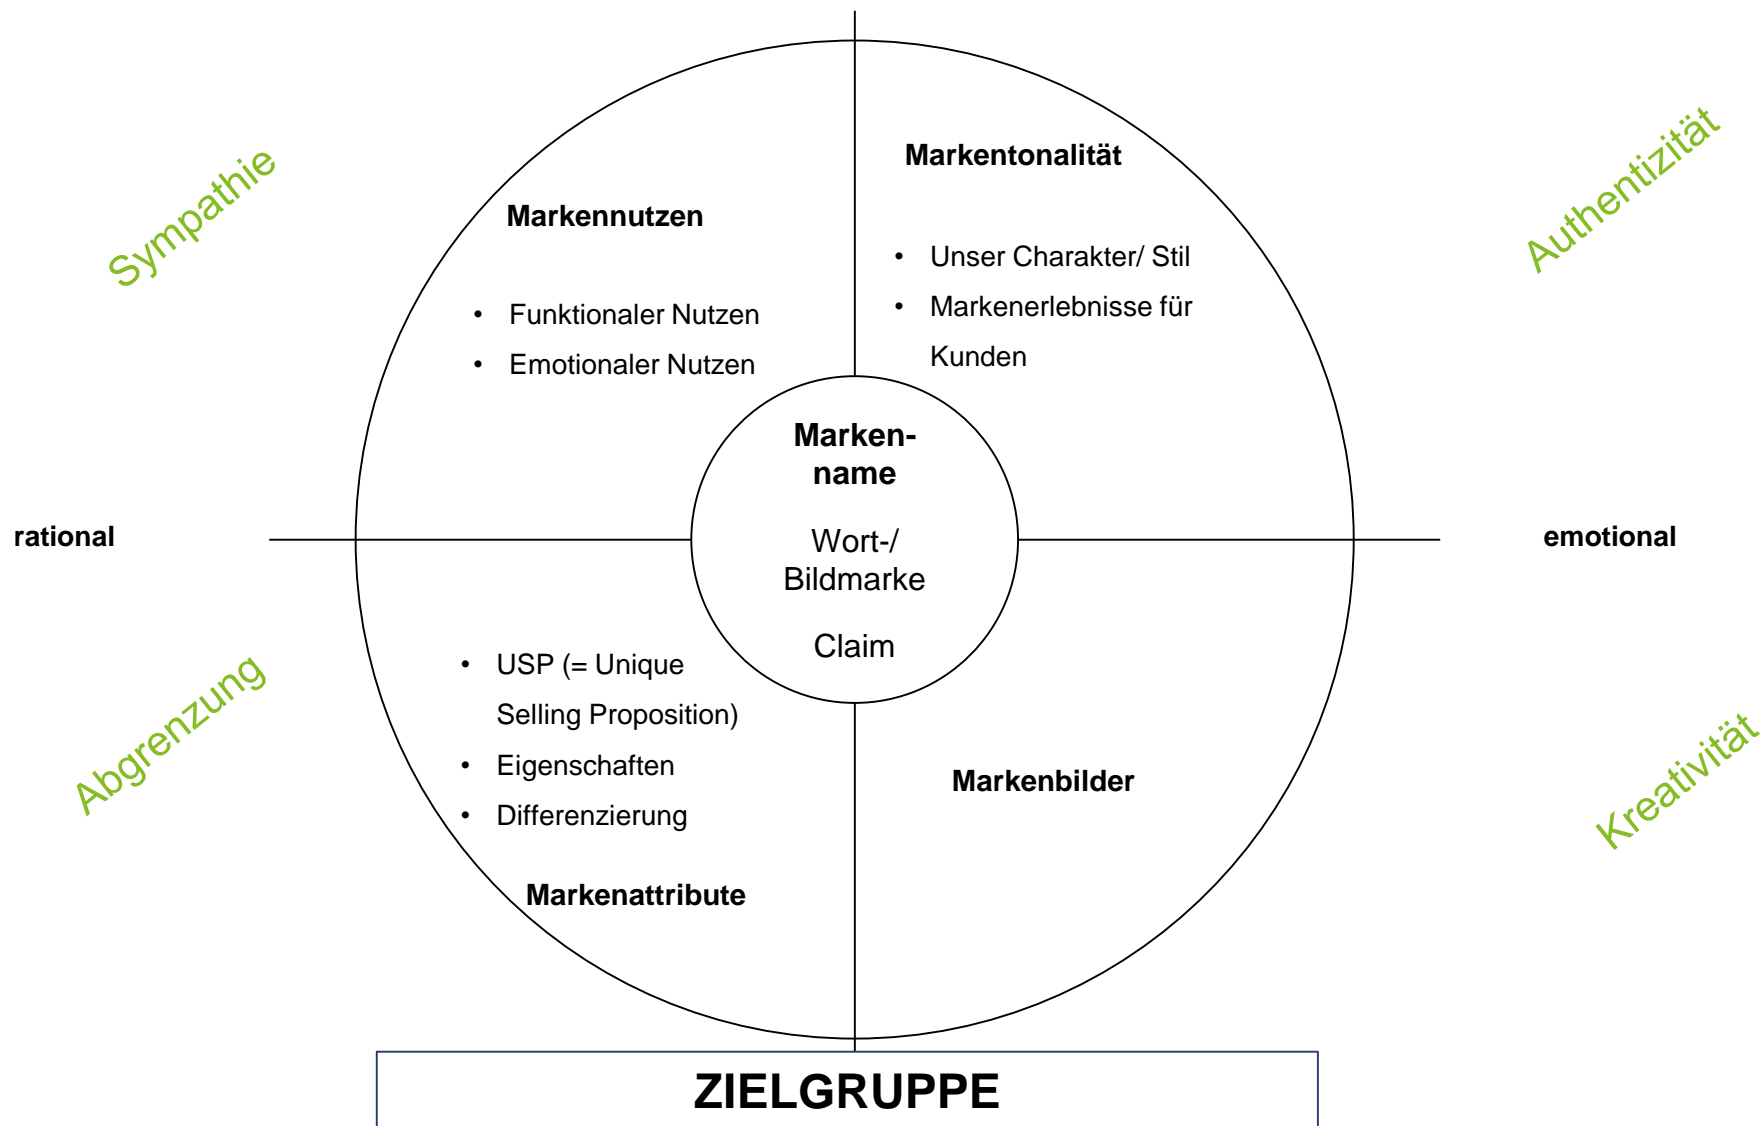 Sympathie
Authentizität
Markennutzen
• Funktionaler Nutzen
• Emotionaler Nutzen
Markentonalität
• Unser Charakter/ Stil
• Markenerlebnisse für
Kunden
rational
Marken-
name
Wort-/
Bildmarke
Claim
emotional
Abgrenzung
• USP (= Unique
Selling Proposition)
• Eigenschaften
• Differenzierung
Markenattribute
Markenbilder
Kreativität
ZIELGRUPPE